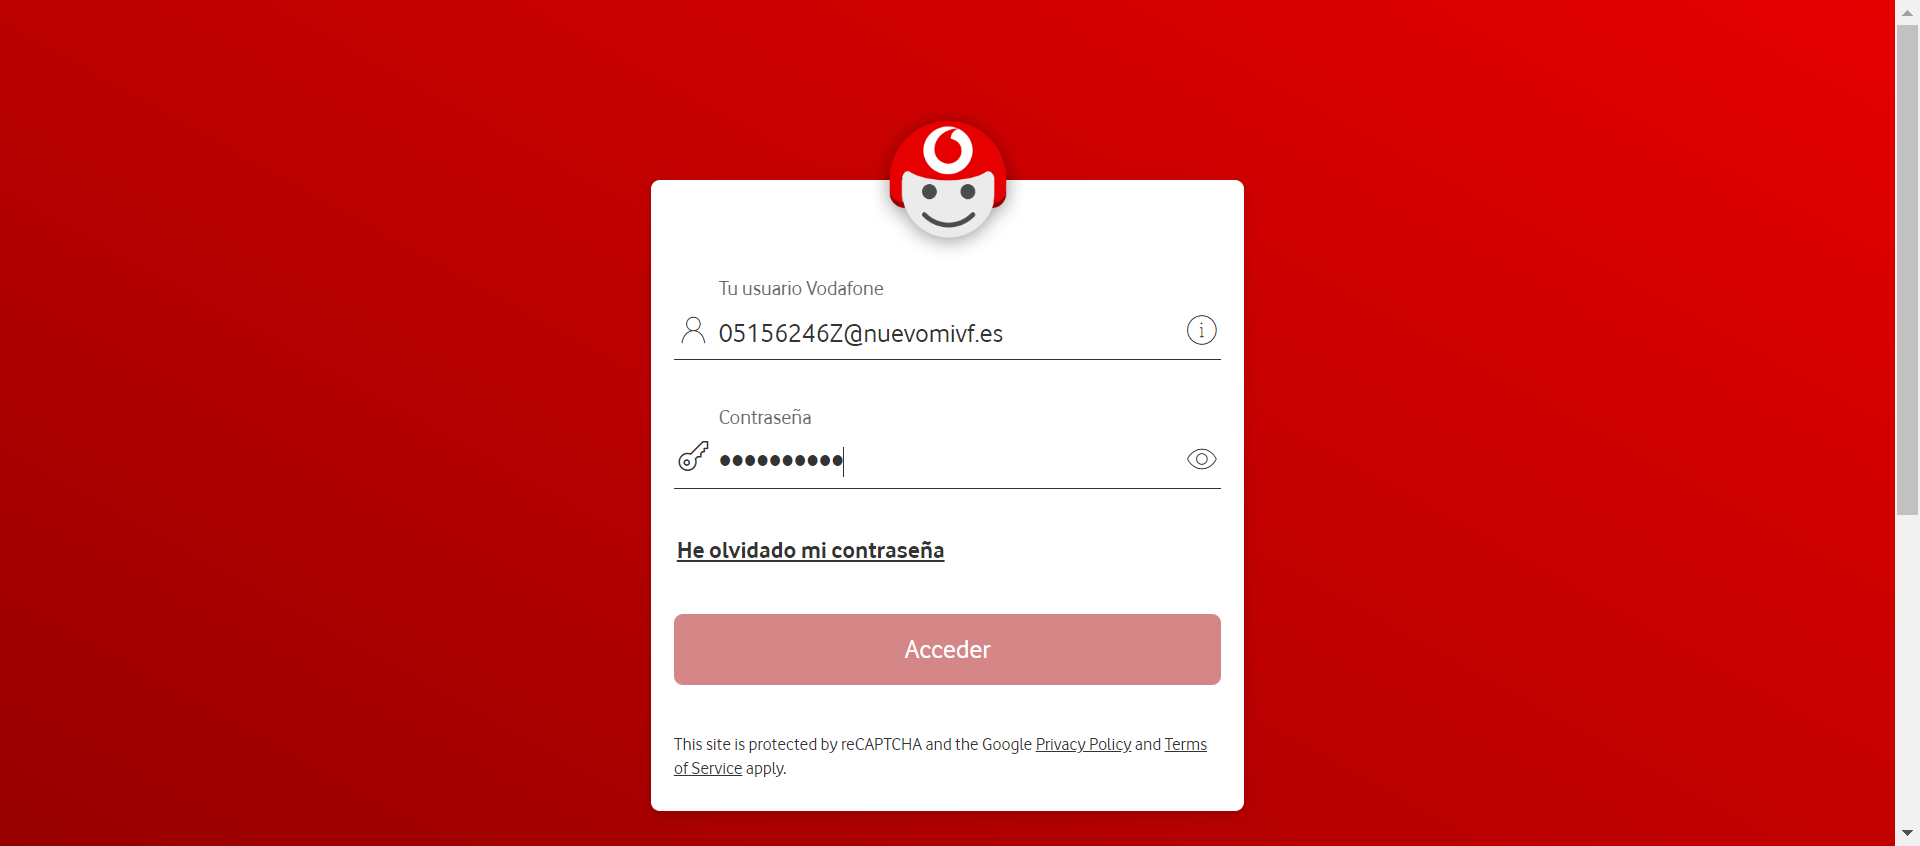 Tu usuario Vodafone
05156246Z@nuevomivf.es
Contraseña
••••••••••
He olvidado mi contraseña
Acceder
This site is protected by reCAPTCHA and the Google Privacy Policy and Terms
of Service apply.